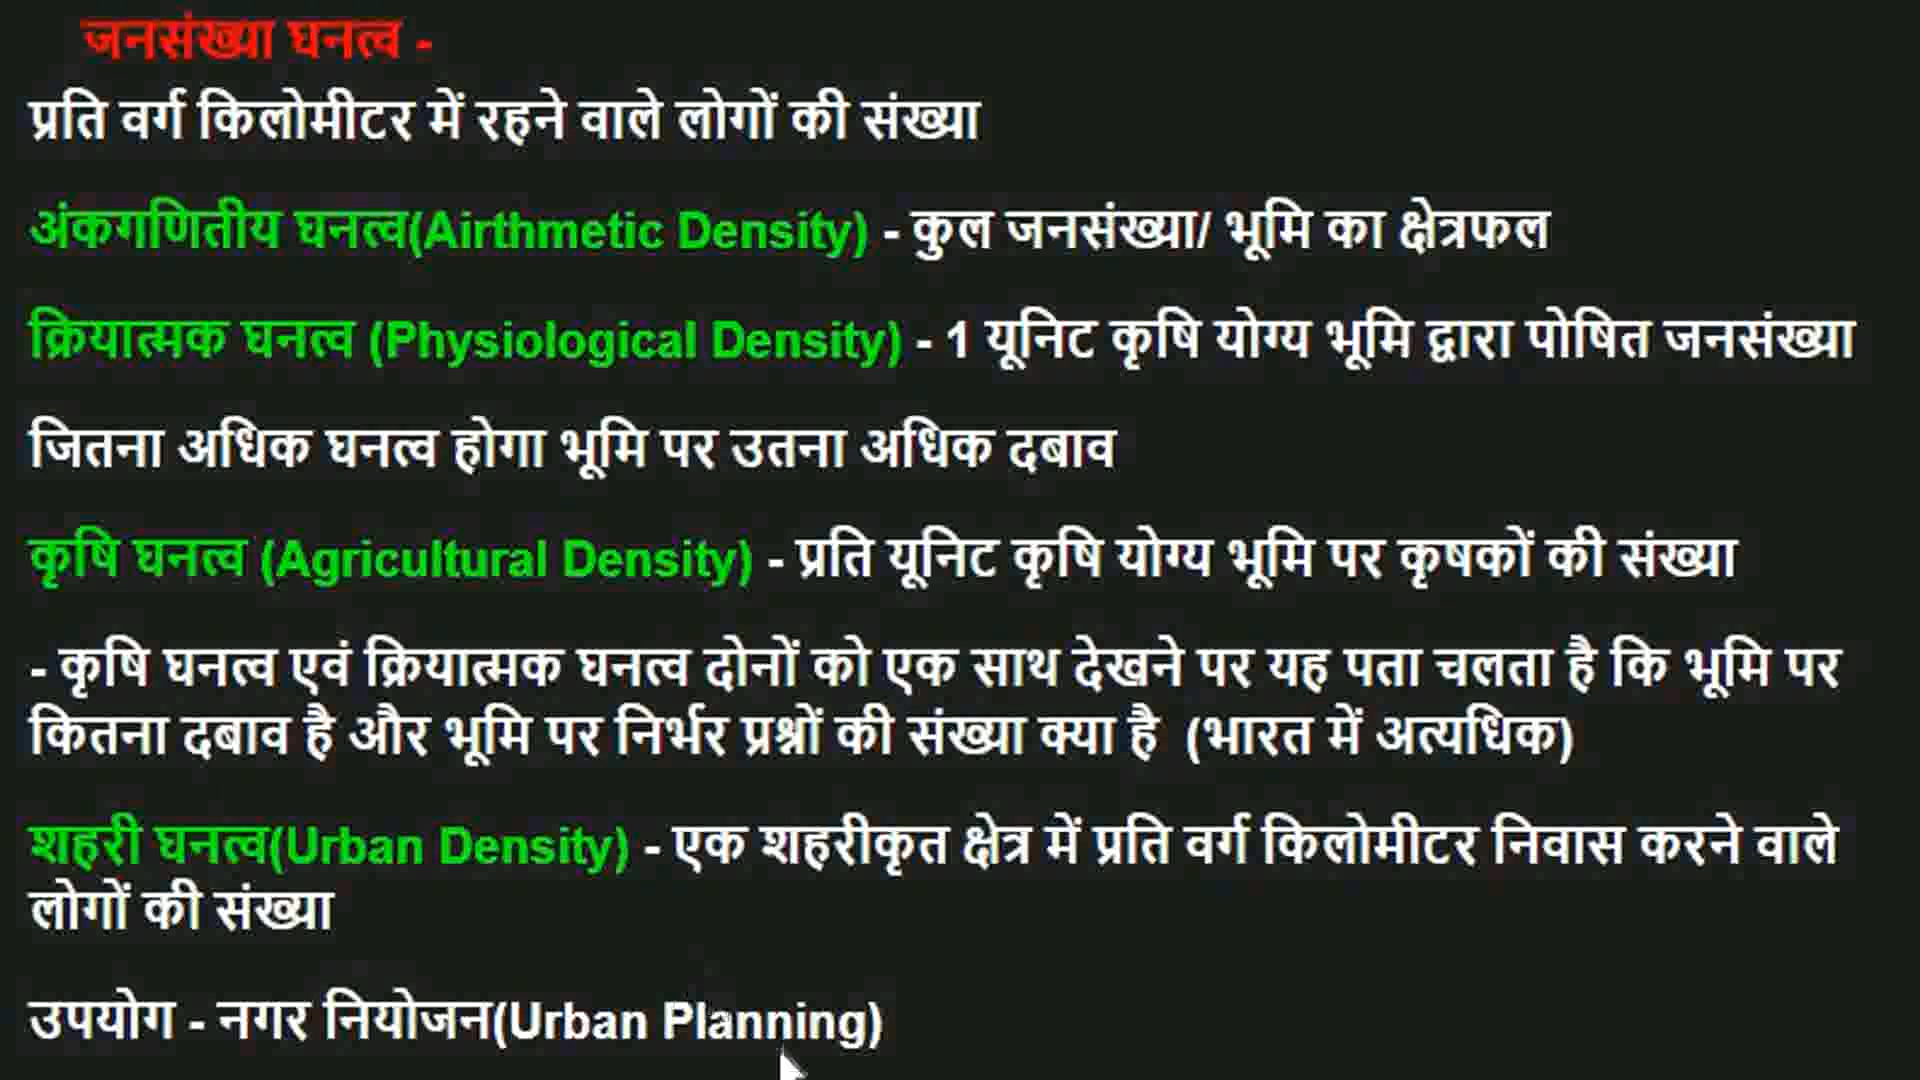 जनसंख्या घनत्व -
प्रति वर्ग किलोमीटर में रहने वाले लोगों की संख्या
अंकगणितीय घनत्व(Airthmetic Density) - कुल जनसंख्या/ भूमि का क्षेत्रफल
क्रियात्मक घनत्व (Physiological Density) - 1 यूनिट कृषि योग्य भूमि द्वारा पोषित जनसंख्या
जितना अधिक घनत्व होगा भूमि पर उतना अधिक दबाव
कृषि घनत्व (Agricultural Density) - प्रति यूनिट कृषि योग्य भूमि पर कृषकों की संख्या
- कृषि घनत्व एवं क्रियात्मक घनत्व दोनों को एक साथ देखने पर यह पता चलता है कि भूमि पर
कितना दबाव है और भूमि पर निर्भर प्रश्नों की संख्या क्या है (भारत में अत्यधिक)
शहरी घनत्व(Urban Density) - एक शहरीकृत क्षेत्र में प्रति वर्ग किलोमीटर निवास करने वाले
लोगों की संख्या
उपयोग - नगर नियोजन(Urban Planning)